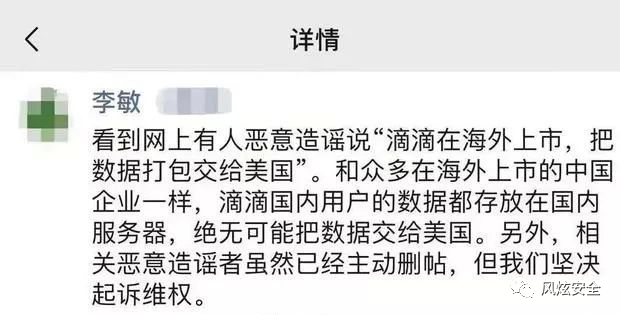 详情
李敏
看到网上有人恶意造谣说“滴滴在海外上市，把
数据打包交给美国”。和众多在海外上市的中国
企业一样，滴滴国内用户的数据都存放在国内
服务器，绝无可能把数据交给美国。另外，相
关恶意造谣者虽然已经主动删帖，但我们坚决
起诉维权。
风炫安全